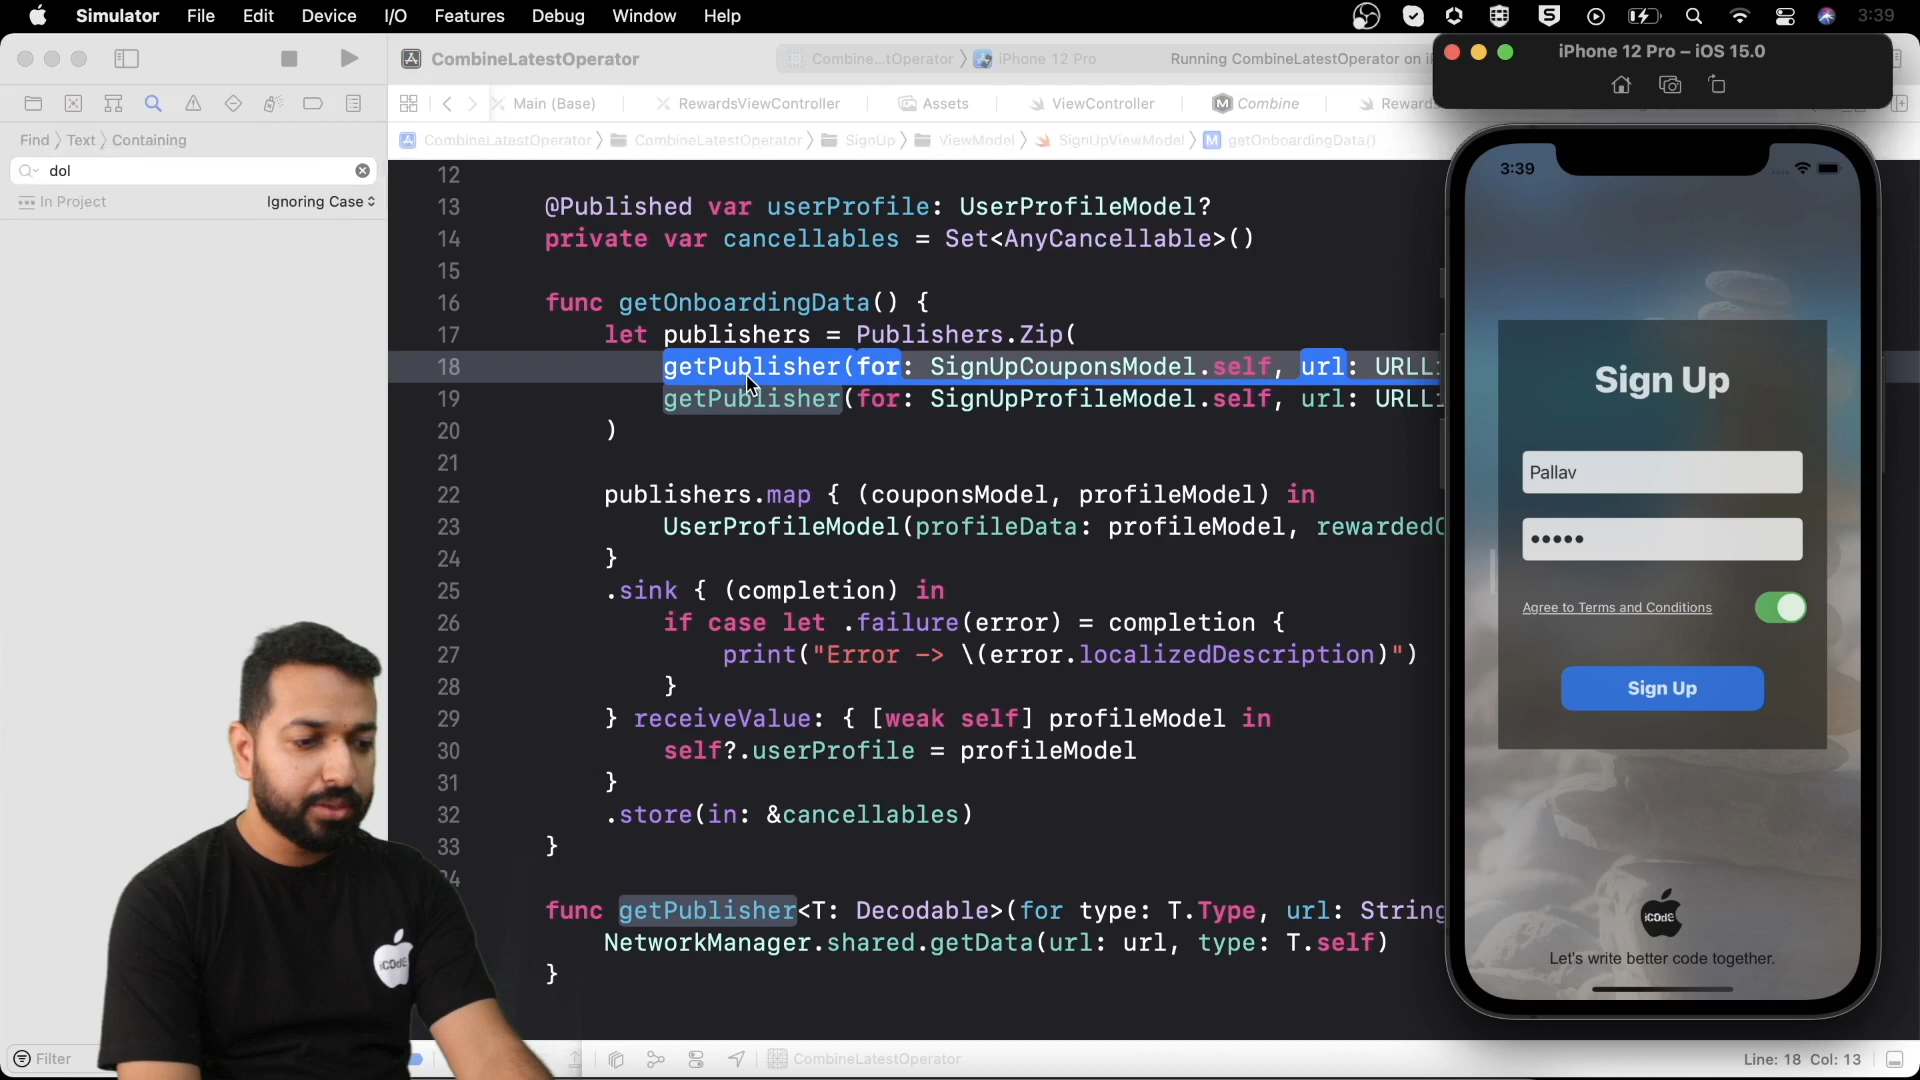 Simulator File Edit Device I/O Features Debug Window Help 3:39
CombineLatestOperator Combine...tOperator iPhone 12 Pro Running CombineLatestOperator on
iPhone 12 Pro – iOS 15.0
Main (Base) RewardsViewController Assets ViewController Combine
Find Text Containing
CombineLatestOperator CombineLatestOperator SignUp ViewModel SignUpViewModel getOnboardingData()
dol
In Project Ignoring Case
12
13 @Published var userProfile: UserProfileModel?
14 private var cancellables = Set<AnyCancellable>()
15
16 func getOnboardingData() {
17 let publishers = Publishers.Zip(
18 getPublisher(for: SignUpCouponsModel.self, url:
19 getPublisher(for: SignUpProfileModel.self, url:
20 )
21
22 publishers.map { (couponsModel, profileModel) in
23 UserProfileModel(profileData: profileModel,
24 }
25 .sink { (completion) in
26 if case let .failure(error) = completion {
27 print("Error -> \(error.localizedDescription)")
28 }
29 } receiveValue: { [weak self] profileModel in
30 self?.userProfile = profileModel
31 }
32 .store(in: &cancellables)
33 }
func getPublisher<T: Decodable>(for type: T.Type, url: String
NetworkManager.shared.getData(url: url, type: T.self)
}
3:39
Sign Up
Pallav
Agree to Terms and Conditions
Sign Up
iCODE
Let's write better code together.
iCODE
Filter
CombineLatestOperator
Line: 18 Col: 13